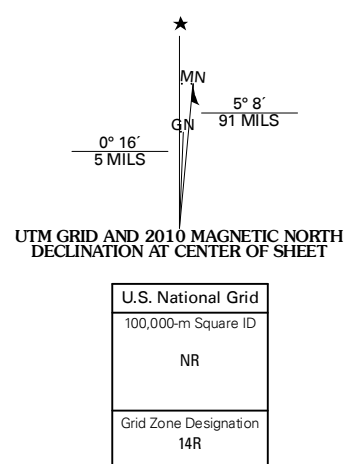 MN
GN
5° 8´
91 MILS
0° 16´
5 MILS
UTM GRID AND 2010 MAGNETIC NORTH
DECLINATION AT CENTER OF SHEET
U.S. National Grid
100,000-m Square ID
NR
Grid Zone Designation
14R